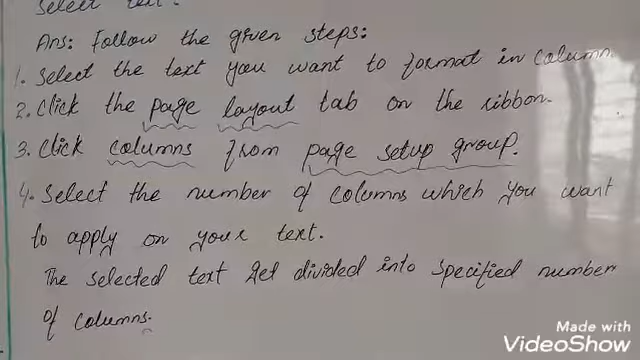 Select text.
Ans: Follow the given steps:
1. Select the text you want to format in column
2. Click the page layout tab on the ribbon.
3. Click columns from page setup group.
4. Select the number of columns which you want
to apply on your text.
The selected text get divided into specified number
of columns.
Made with
VideoShow